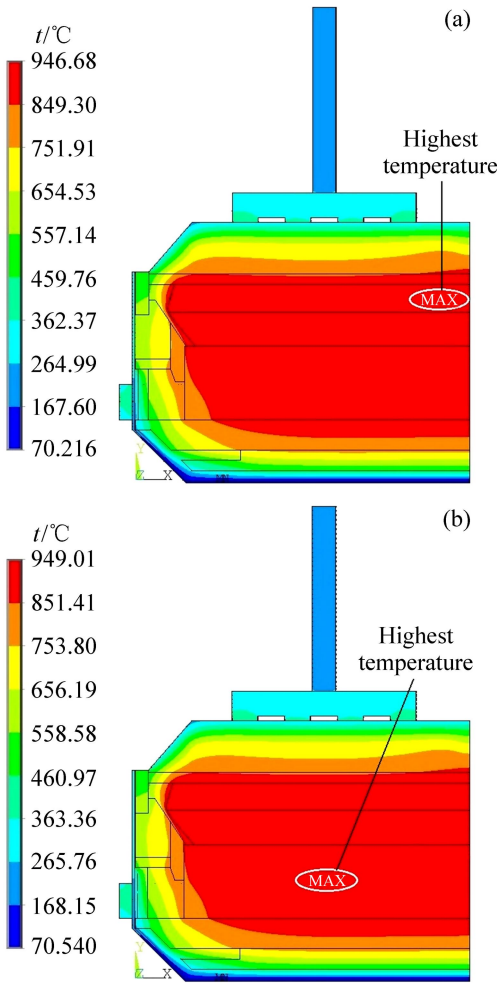 (a)
t/℃
946.68
849.30
751.91
654.53
557.14
459.76
362.37
264.99
167.60
70.216
Highest
temperature
MAX
Y
Z X
MN
(b)
t/℃
949.01
851.41
753.80
656.19
558.58
460.97
363.36
265.76
168.15
70.540
Highest
temperature
MAX
Y
Z X
MN